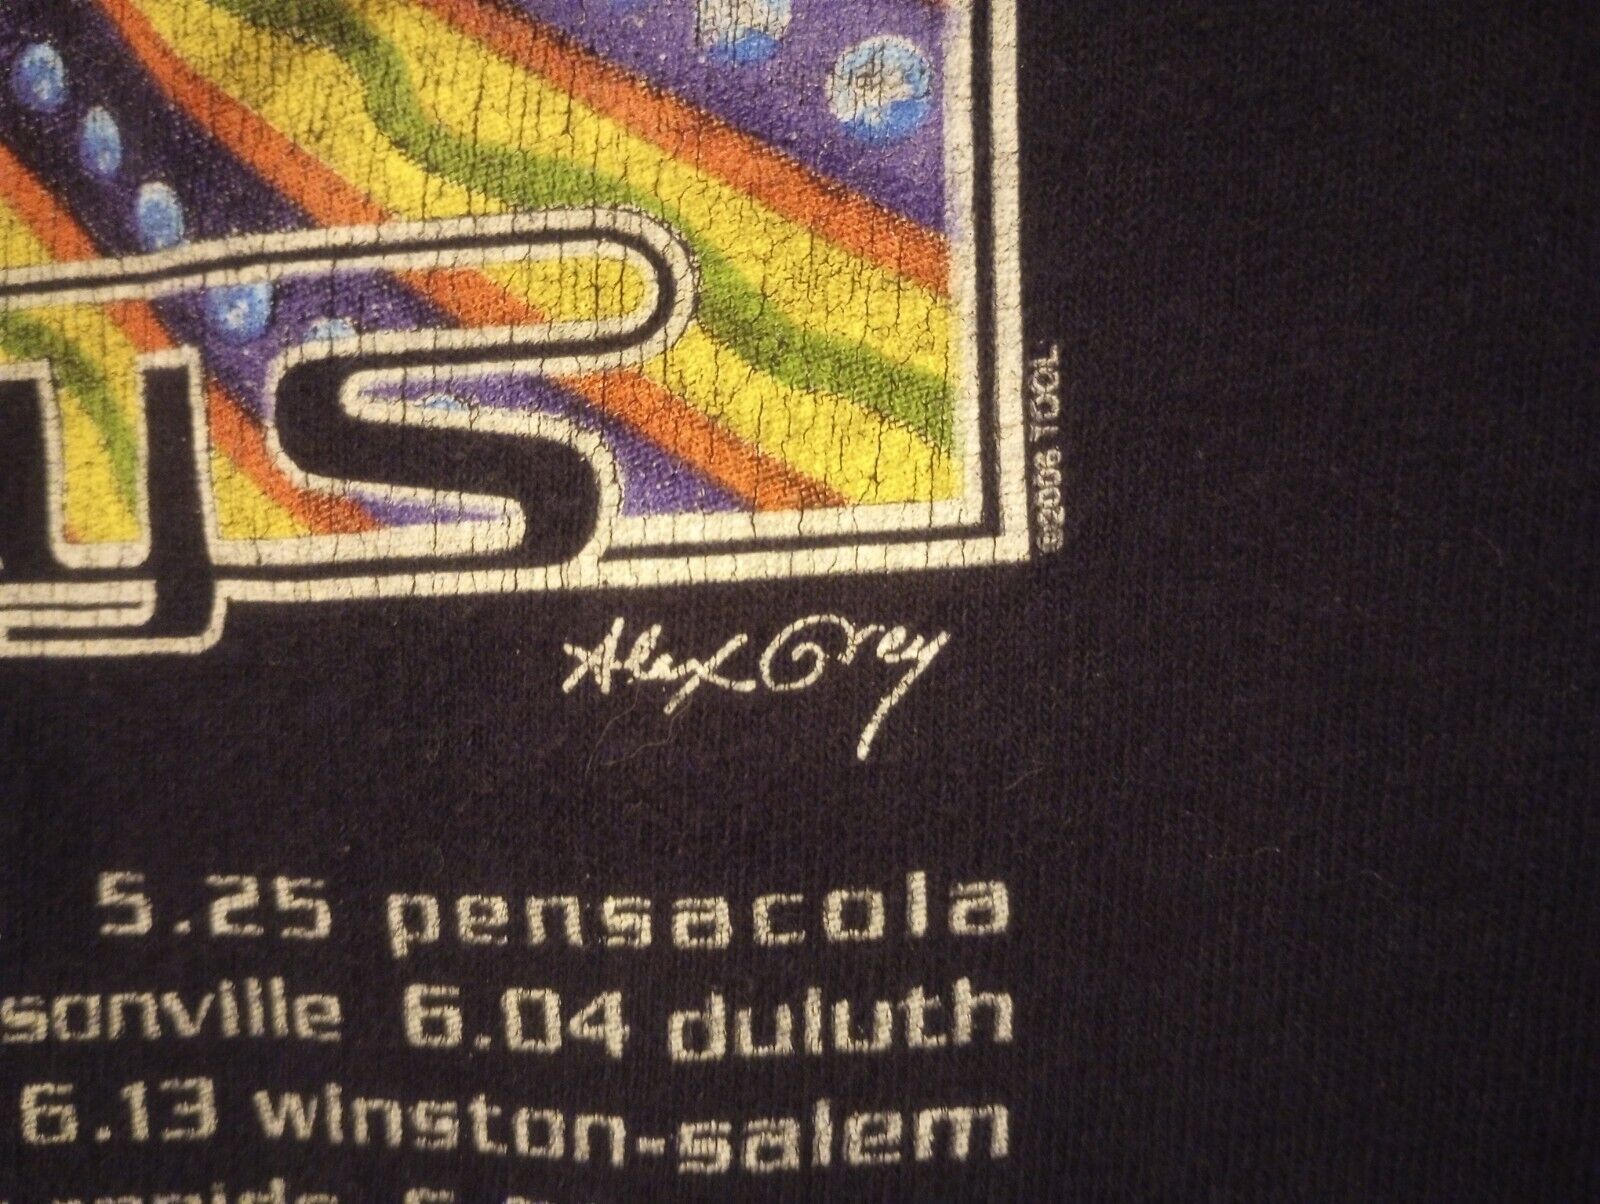 ys
©2006 TOOL
Alex Grey
5.25 pensacola
sonville 6.04 duluth
6.13 winston-salem